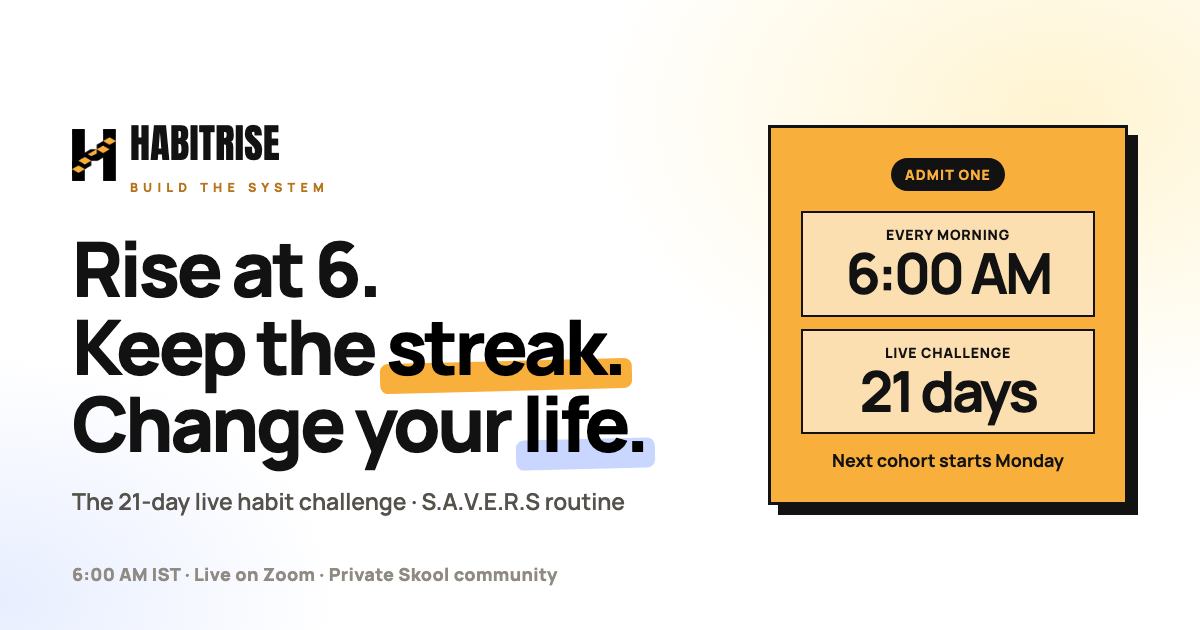 HABITRISE
BUILD THE SYSTEM
Rise at 6.
Keep the streak.
Change your life.
The 21-day live habit challenge · S.A.V.E.R.S routine
6:00 AM IST · Live on Zoom · Private Skool community
ADMIT ONE
EVERY MORNING
6:00 AM
LIVE CHALLENGE
21 days
Next cohort starts Monday